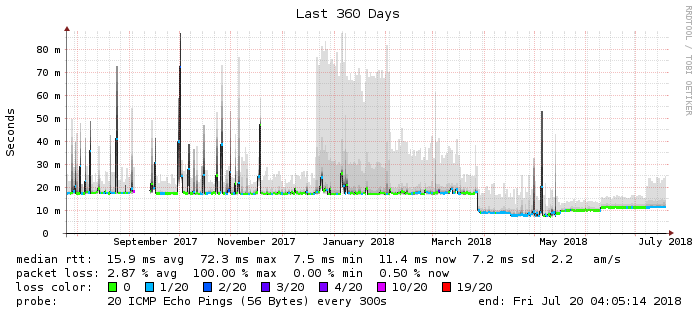 Last 360 Days
RRDTOOL / TOBI OETIKER
Seconds
80 m
70 m
60 m
50 m
40 m
30 m
20 m
10 m
0
September 2017 November 2017 January 2018 March 2018 May 2018 July 2018
median rtt: 15.9 ms avg 72.3 ms max 7.5 ms min 11.4 ms now 7.2 ms sd 2.2 am/s
packet loss: 2.87 % avg 100.00 % max 0.00 % min 0.50 % now
loss color: 0 1/20 2/20 3/20 4/20 10/20 19/20
probe: 20 ICMP Echo Pings (56 Bytes) every 300s end: Fri Jul 20 04:05:14 2018